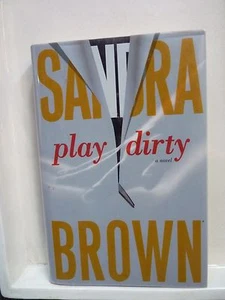 SANDRA
play dirty
a novel
BROWN